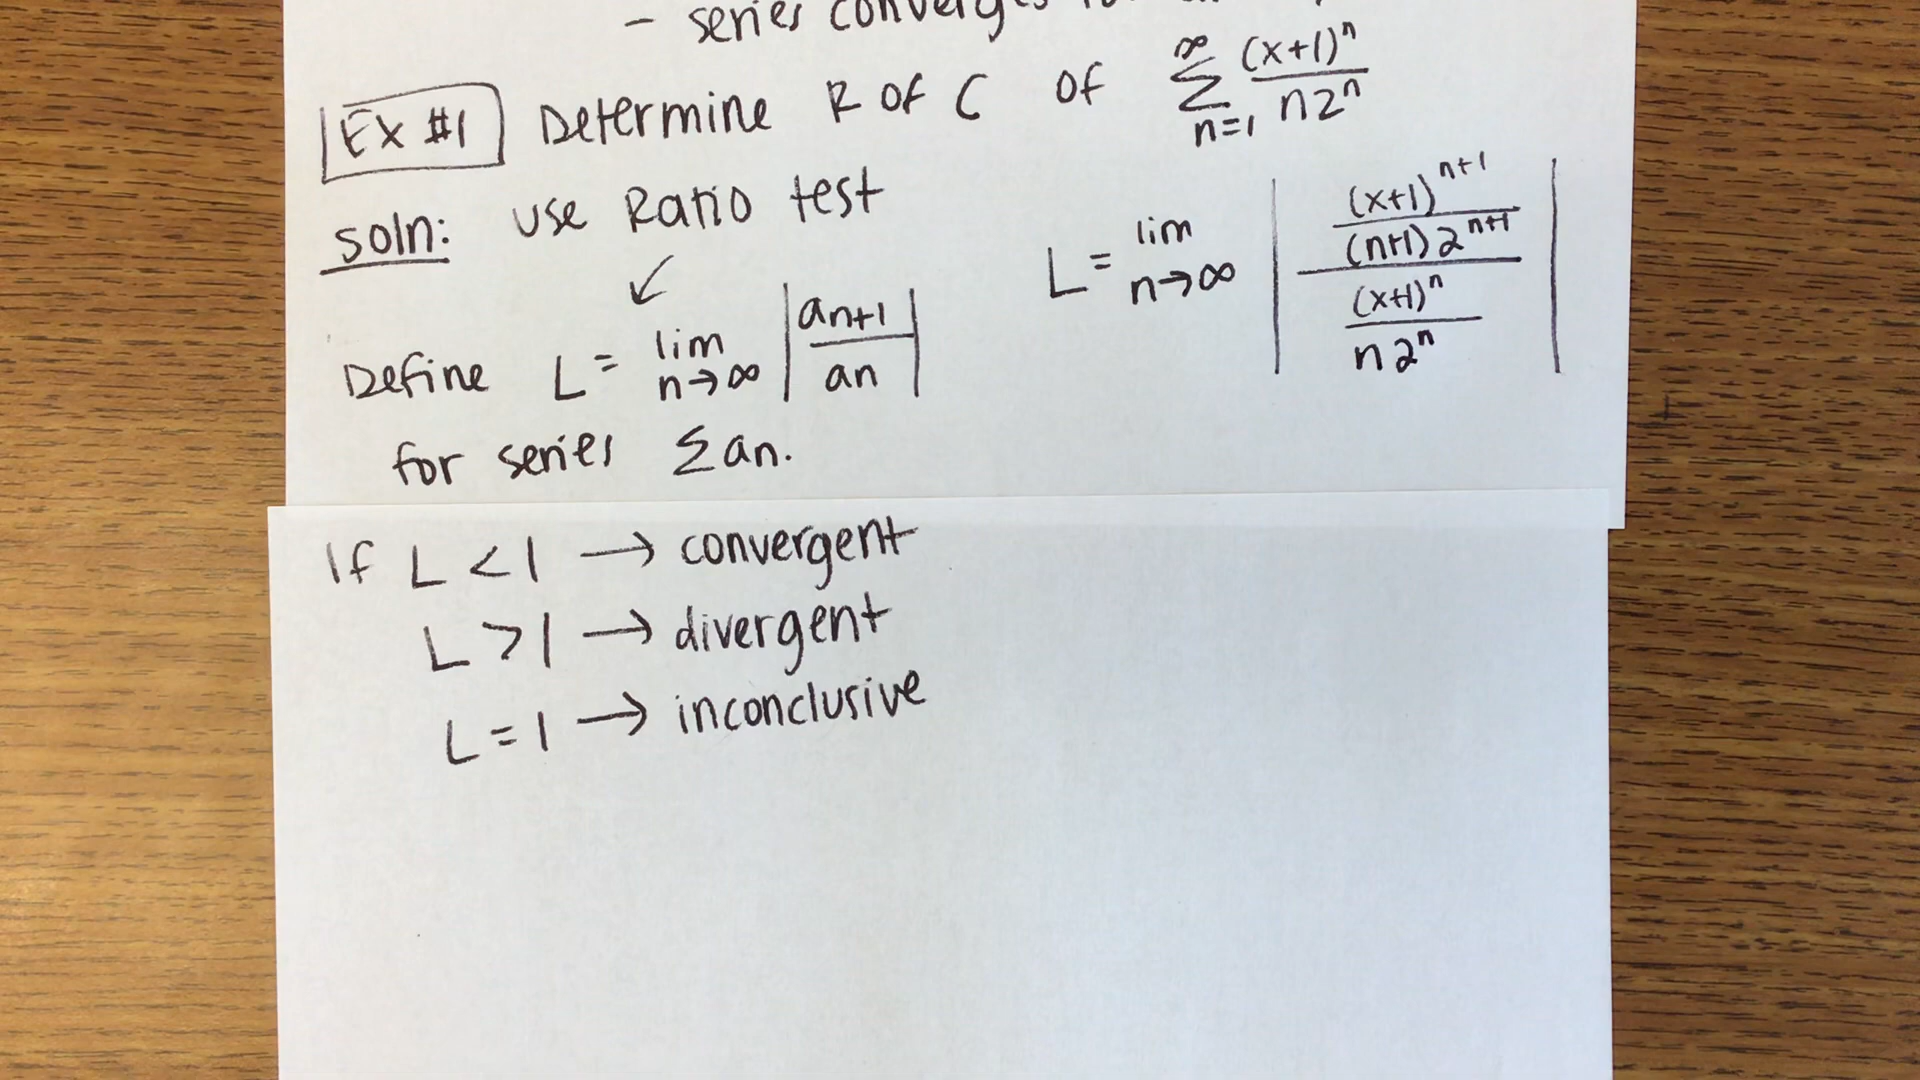 - series converges
EX #1 Determine R OF C OF ∑_{n=1}^{∞} (x+1)^n / n2^n
soln: use Ratio test
↙
Define L = lim_{n→∞} | a_{n+1} / a_n |
for series ∑an.
L = lim_{n→∞} | ((x+1)^{n+1} / (n+1)2^{n+1}) / ((x+1)^n / n2^n) |
If L < 1 → convergent
L > 1 → divergent
L = 1 → inconclusive